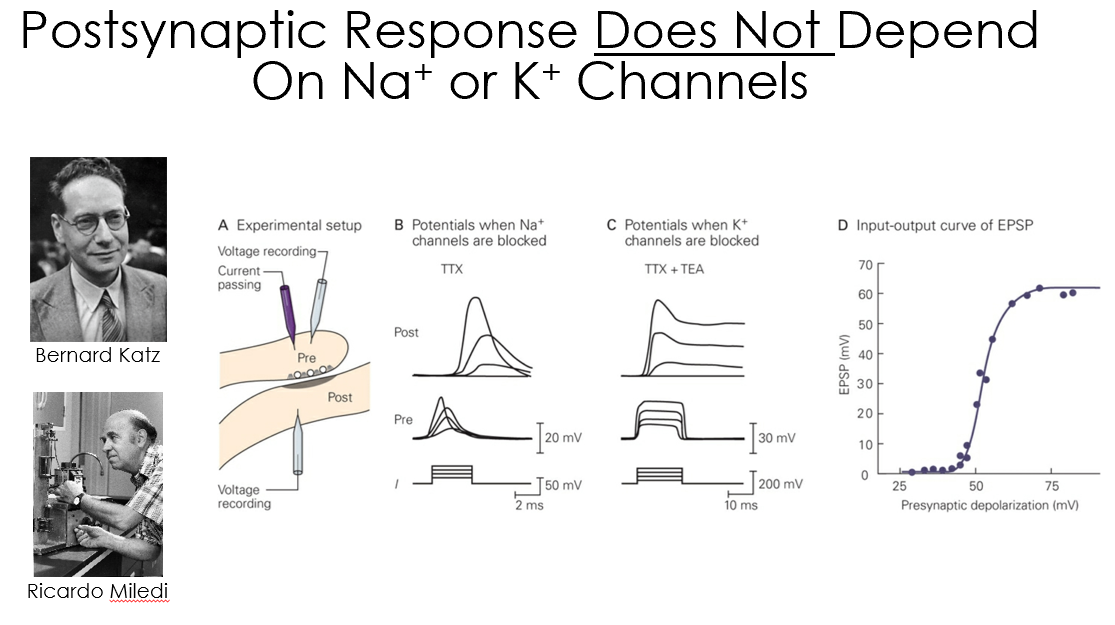 Postsynaptic Response Does Not Depend
On Na⁺ or K⁺ Channels
Bernard Katz
Ricardo Miledi
A Experimental setup
Voltage recording
Current
passing
Pre
Post
Voltage
recording
B Potentials when Na⁺
channels are blocked
TTX
Post
Pre
20 mV
I
50 mV
2 ms
C Potentials when K⁺
channels are blocked
TTX + TEA
30 mV
200 mV
10 ms
D Input-output curve of EPSP
EPSP (mV)
70
60
50
40
30
20
10
0
25 50 75
Presynaptic depolarization (mV)